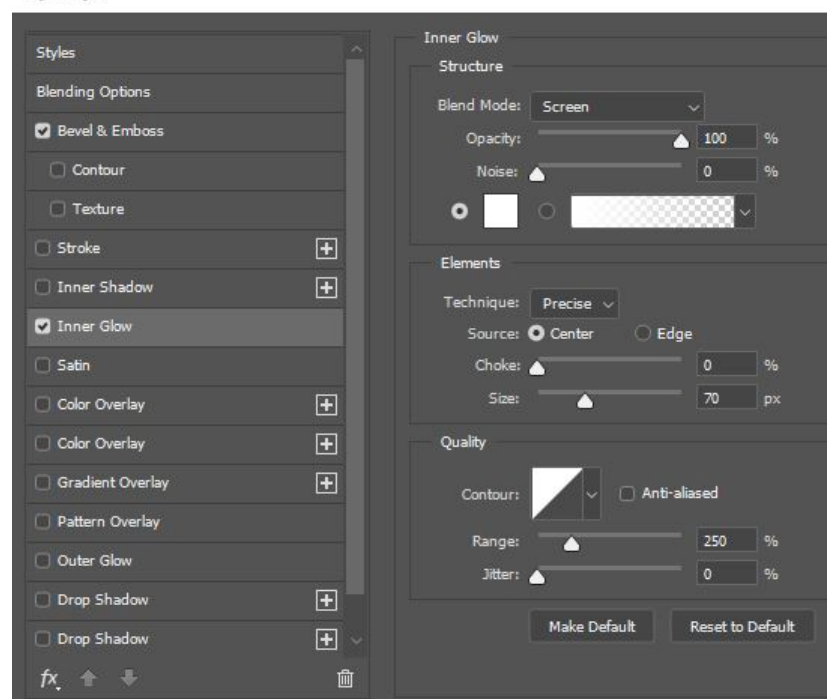 Styles
Blending Options
Bevel & Emboss
Contour
Texture
Stroke
Inner Shadow
Inner Glow
Satin
Color Overlay
Color Overlay
Gradient Overlay
Pattern Overlay
Outer Glow
Drop Shadow
Drop Shadow
fx
Inner Glow
Structure
Blend Mode: Screen
Opacity: 100 %
Noise: 0 %
Elements
Technique: Precise
Source: Center Edge
Choke: 0 %
Size: 70 px
Quality
Contour: Anti-aliased
Range: 250 %
Jitter: 0 %
Make Default Reset to Default